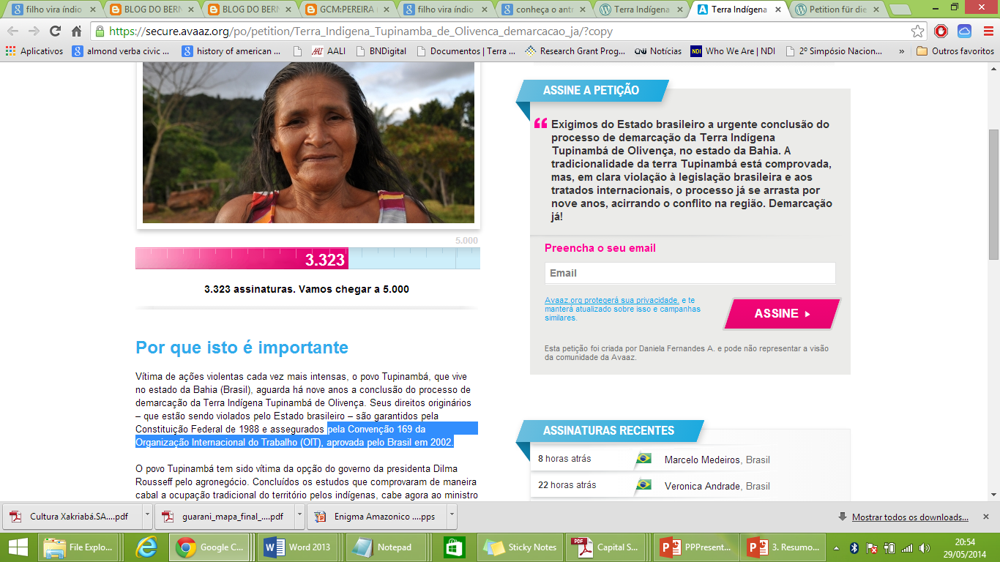 filho vira índio
BLOG DO BERN
BLOG DO BERN
GCM:PEREIRA
filho vira índio
conheça o antr
Terra Indígena
Terra Indígena
Petition für die
https://secure.avaaz.org/po/petition/Terra_Indigena_Tupinamba_de_Olivenca_demarcacao_ja/?copy
Aplicativos
almond verba civic ...
history of american ...
AALI
BNDigital
Documentos | Terra ...
Research Grant Prog...
Notícias
NDI
Who We Are | NDI
2º Simpósio Nacion...
»
Outros favoritos
5.000
3.323
3.323 assinaturas. Vamos chegar a 5.000
Por que isto é importante
Vítima de ações violentas cada vez mais intensas, o povo Tupinambá, que vive
no estado da Bahia (Brasil), aguarda há nove anos a conclusão do processo de
demarcação da Terra Indígena Tupinambá de Olivença. Seus direitos originários
– que estão sendo violados pelo Estado brasileiro – são garantidos pela
Constituição Federal de 1988 e assegurados pela Convenção 169 da
Organização Internacional do Trabalho (OIT), aprovada pelo Brasil em 2002.
O povo Tupinambá tem sido vítima da opção do governo da presidenta Dilma
Rousseff pelo agronegócio. Concluídos os estudos que comprovaram de maneira
cabal a ocupação tradicional do território pelos indígenas, cabe agora ao ministro
ASSINE A PETIÇÃO
“ Exigimos do Estado brasileiro a urgente conclusão do
processo de demarcação da Terra Indígena
Tupinambá de Olivença, no estado da Bahia. A
tradicionalidade da terra Tupinambá está comprovada,
mas, em clara violação à legislação brasileira e aos
tratados internacionais, o processo já se arrasta por
nove anos, acirrando o conflito na região. Demarcação
já!
Preencha o seu email
Email
Avaaz.org protegerá sua privacidade. e te
manterá atualizado sobre isso e campanhas
similares.
ASSINE
Esta petição foi criada por Daniela Fernandes A. e pode não representar a visão
da comunidade da Avaaz.
ASSINATURAS RECENTES
8 horas atrás
Marcelo Medeiros, Brasil
22 horas atrás
Veronica Andrade, Brasil
Cultura Xakriabá.SA....pdf
guarani_mapa_final_....pdf
Enigma Amazonico ....pps
Mostrar todos os downloads...
File Explo...
Google C...
Word 2013
Notepad
Sticky Notes
PDF
Capital S...
PPPresent...
3. Resumo...
20:54
29/05/2014